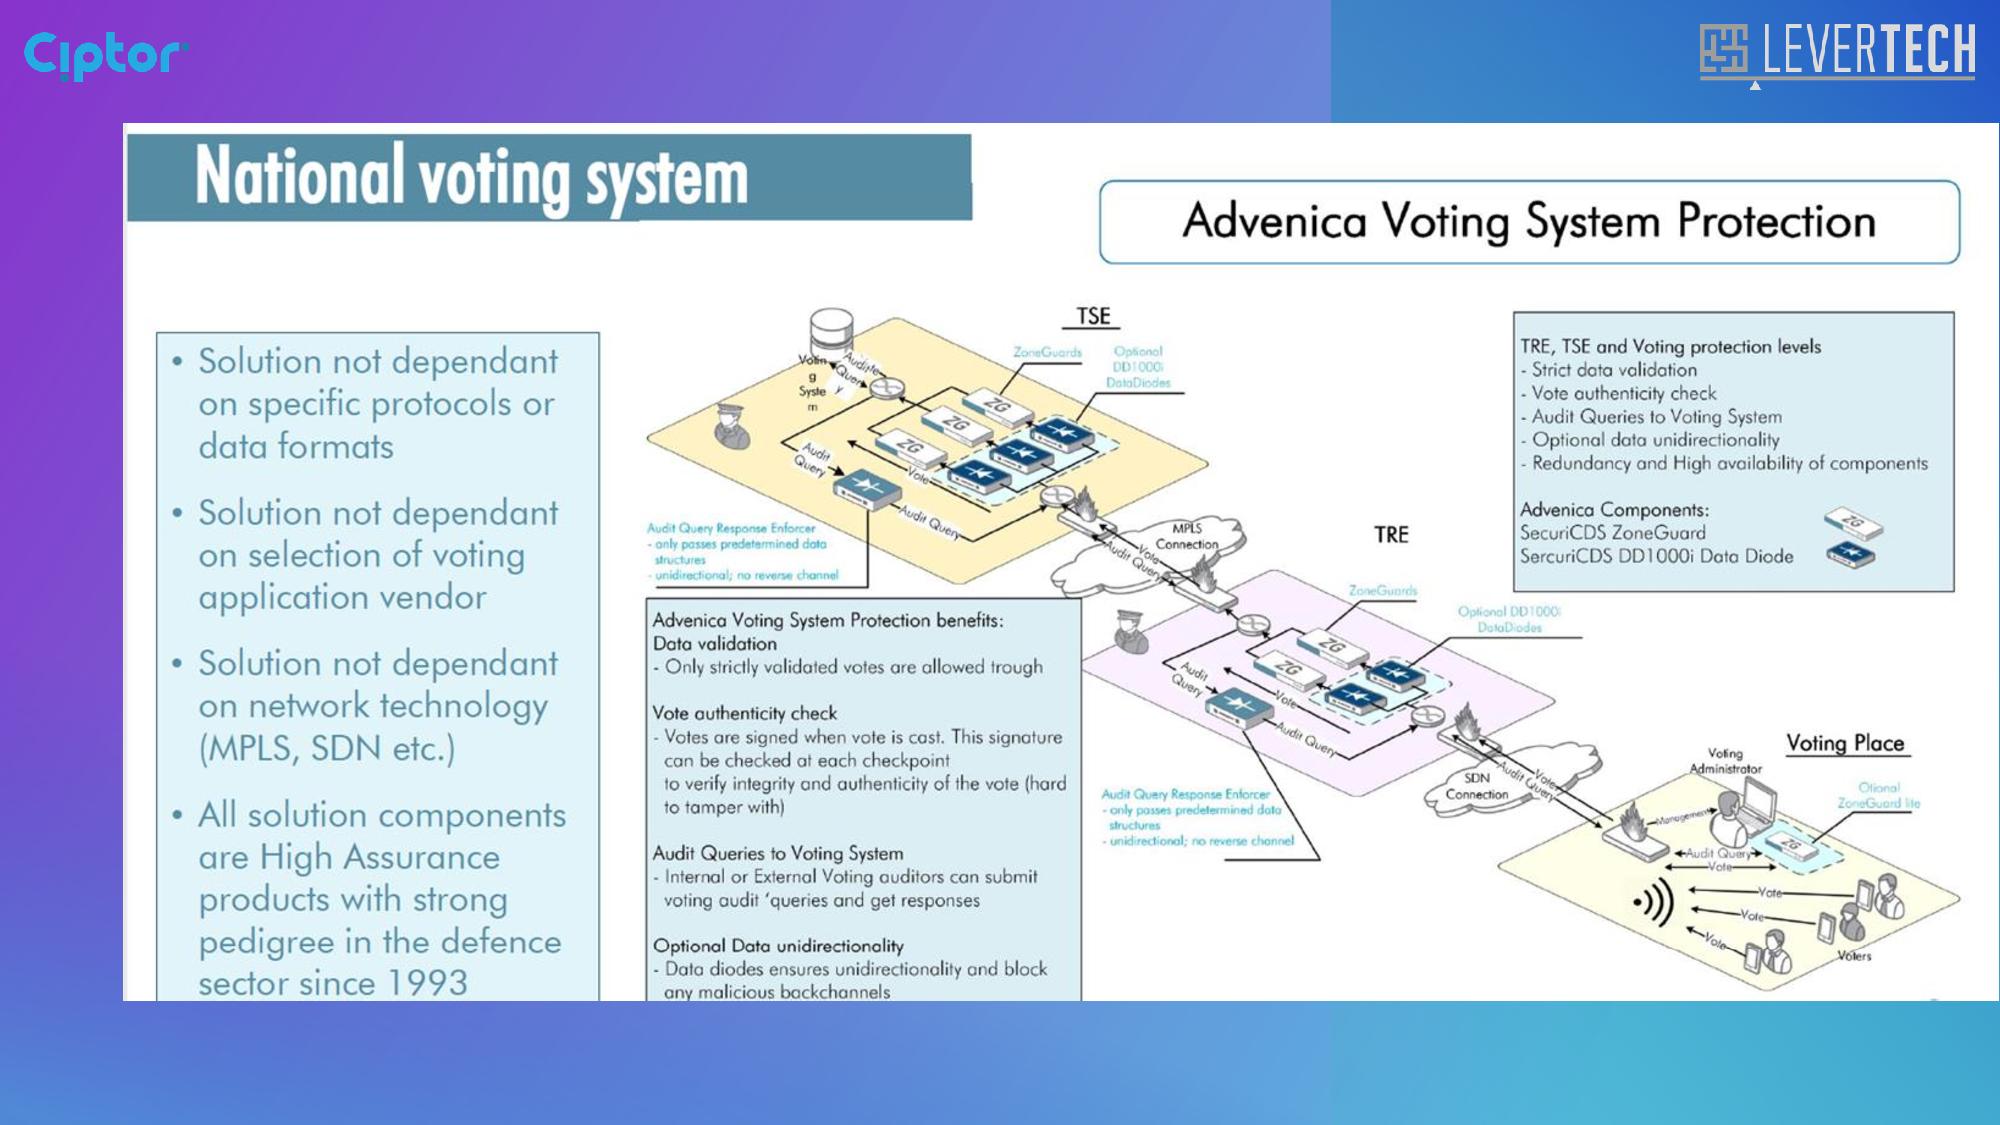 Ciptor
LEVERTECH
National voting system
Advenica Voting System Protection
• Solution not dependant
on specific protocols or
data formats
• Solution not dependant
on selection of voting
application vendor
• Solution not dependant
on network technology
(MPLS, SDN etc.)
• All solution components
are High Assurance
products with strong
pedigree in the defence
sector since 1993
TSE
ZoneGuards
Optional
DD1000i
DataDiodes
Votin
g
Syste
m
Audit
Quer
y
ZG
ZG
ZG
Audit
Query
Vote
Audit Query
Audit Query Response Enforcer
- only passes predetermined data
structures
- unidirectional; no reverse channel
MPLS
Connection
Vote
Audit Query
Advenica Voting System Protection benefits:
Data validation
- Only strictly validated votes are allowed trough
Vote authenticity check
- Votes are signed when vote is cast. This signature
can be checked at each checkpoint
to verify integrity and authenticity of the vote (hard
to tamper with)
Audit Queries to Voting System
- Internal or External Voting auditors can submit
voting audit ‘queries and get responses
Optional Data unidirectionality
- Data diodes ensures unidirectionality and block
any malicious backchannels
TRE
ZoneGuards
Optional DD1000i
DataDiodes
ZG
ZG
Audit
Query
Vote
Audit Query
Audit Query Response Enforcer
- only passes predetermined data
structures
- unidirectional; no reverse channel
SDN
Connection
Vote
Audit Query
TRE, TSE and Voting protection levels
- Strict data validation
- Vote authenticity check
- Audit Queries to Voting System
- Optional data unidirectionality
- Redundancy and High availability of components
Advenica Components:
SecuriCDS ZoneGuard
SercuriCDS DD1000i Data Diode
ZG
Voting Place
Voting
Administrator
Otional
ZoneGuard lite
Management
ZG
Audit Query
Vote
Vote
Vote
Vote
Voters